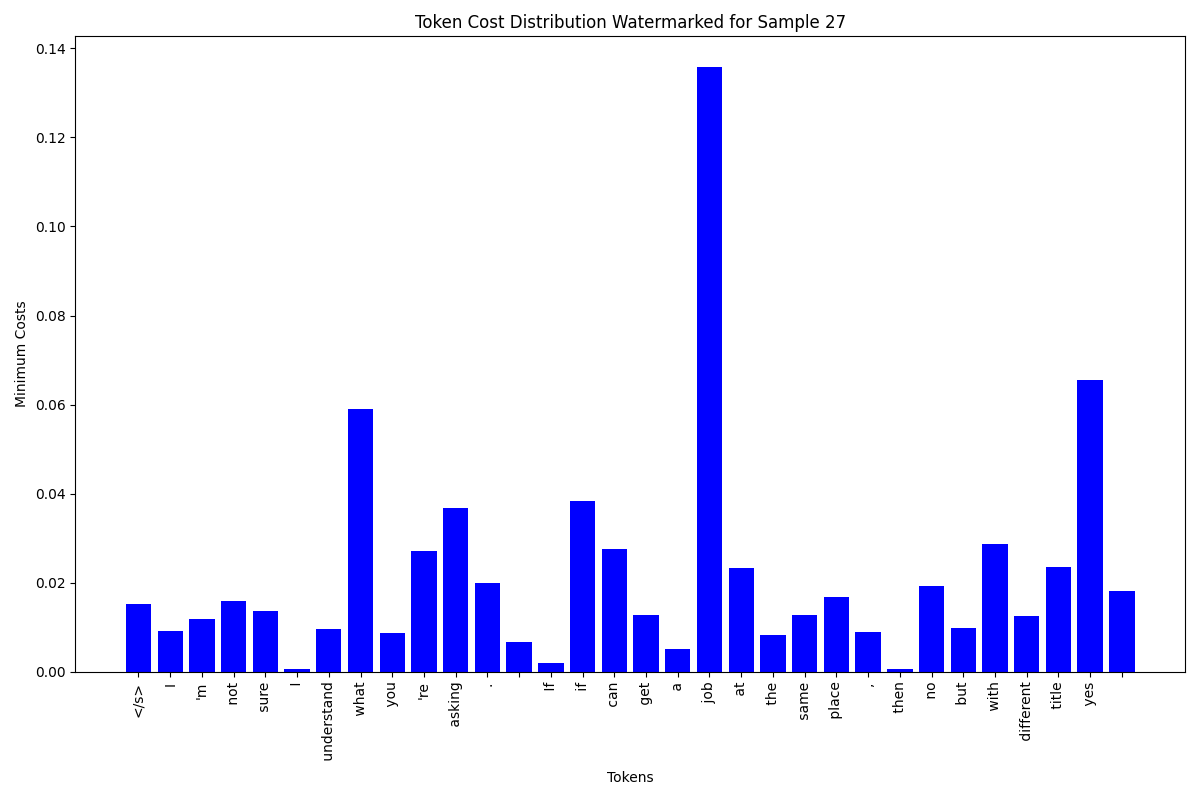 Token Cost Distribution Watermarked for Sample 27
Minimum Costs
0.14
0.12
0.10
0.08
0.06
0.04
0.02
0.00
</s>
I
'm
not
sure
I
understand
what
you
're
asking
.
If
if
can
get
a
job
at
the
same
place
,
then
no
but
with
different
title
yes
Tokens